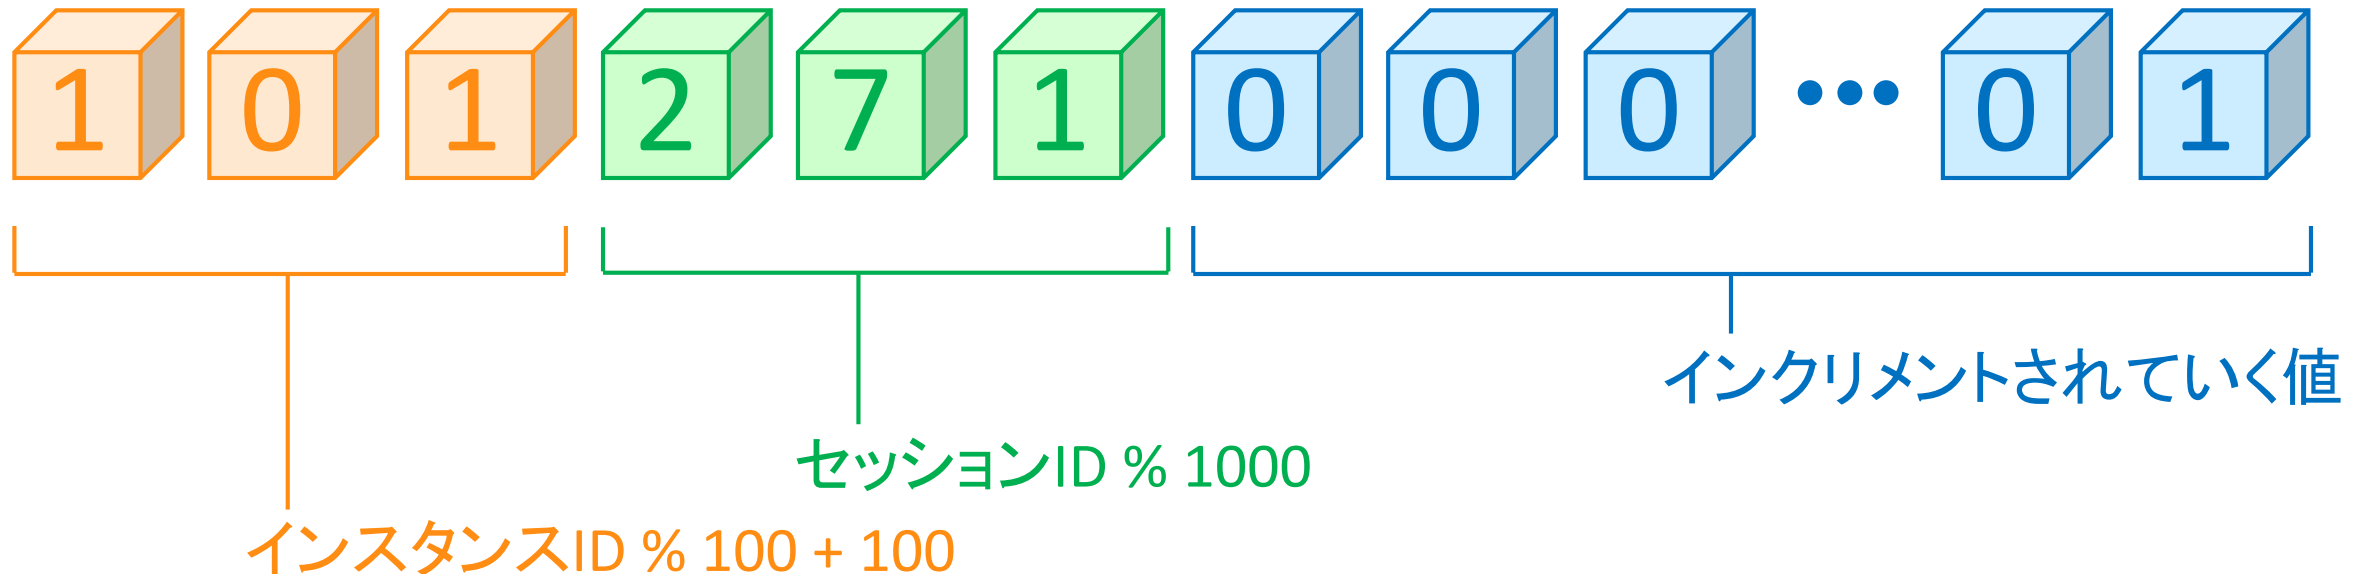 1 0 1 2 7 1 0 0 0 ••• 0 1
インクリメントされていく値
セッションID % 1000
インスタンスID % 100 + 100